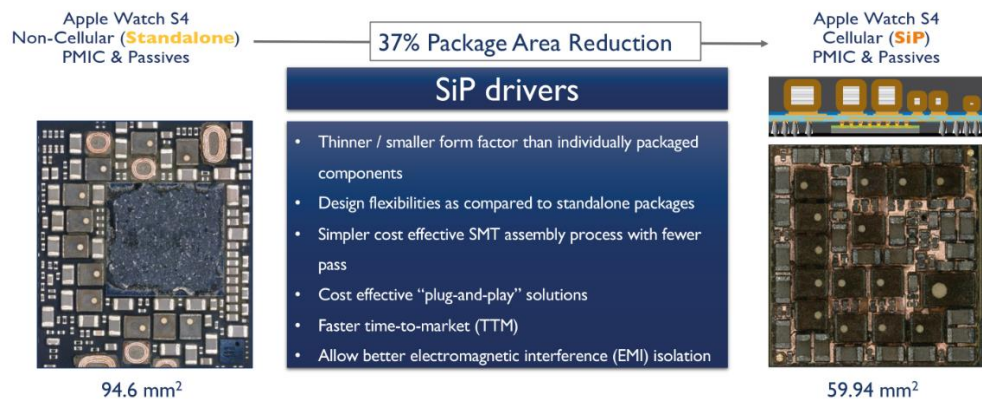 Apple Watch S4
Non-Cellular (Standalone)
PMIC & Passives
37% Package Area Reduction
Apple Watch S4
Cellular (SiP)
PMIC & Passives
SiP drivers
• Thinner / smaller form factor than individually packaged
components
• Design flexibilities as compared to standalone packages
• Simpler cost effective SMT assembly process with fewer
pass
• Cost effective “plug-and-play” solutions
• Faster time-to-market (TTM)
• Allow better electromagnetic interference (EMI) isolation
94.6 mm²
59.94 mm²